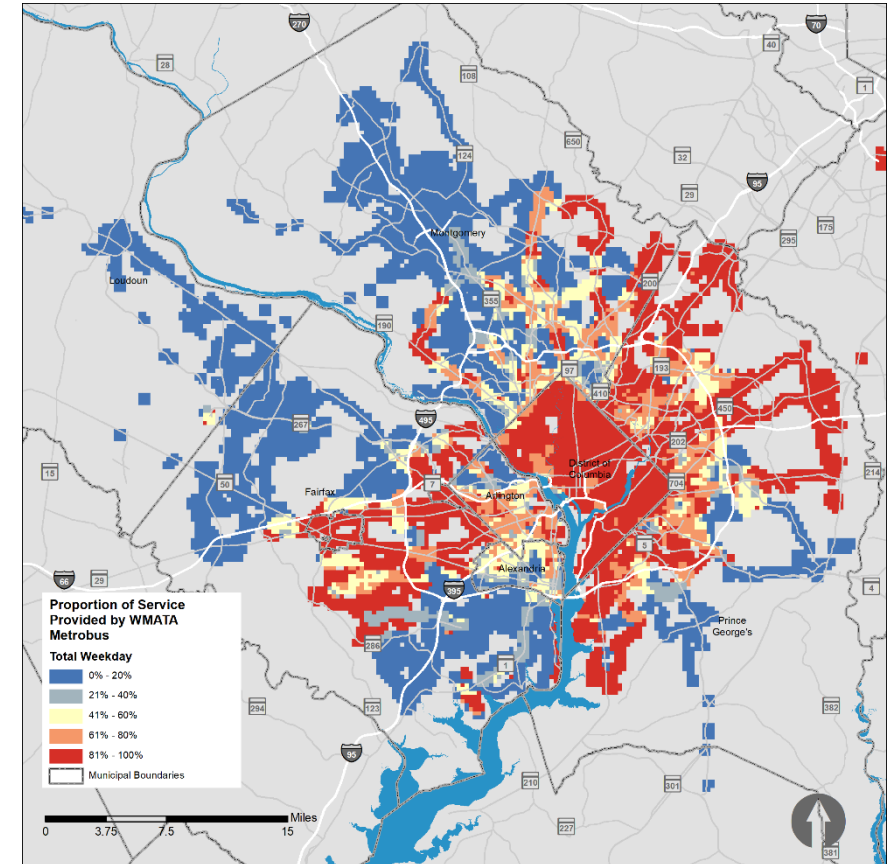 270
70
40
28
108
1
124
650
32
95
29
175
Montgomery
295
Loudoun
200
355
190
97
193
410
495
450
267
202
District of
Columbia
15
7
704
214
50
Fairfax
Arlington
5
Alexandria
66
29
395
4
Proportion of Service
Provided by WMATA
Metrobus
Total Weekday
0% - 20%
21% - 40%
41% - 60%
61% - 80%
81% - 100%
Municipal Boundaries
Prince
George's
286
1
294
123
382
95
210
301
Miles
0
3.75
7.5
15
227
381